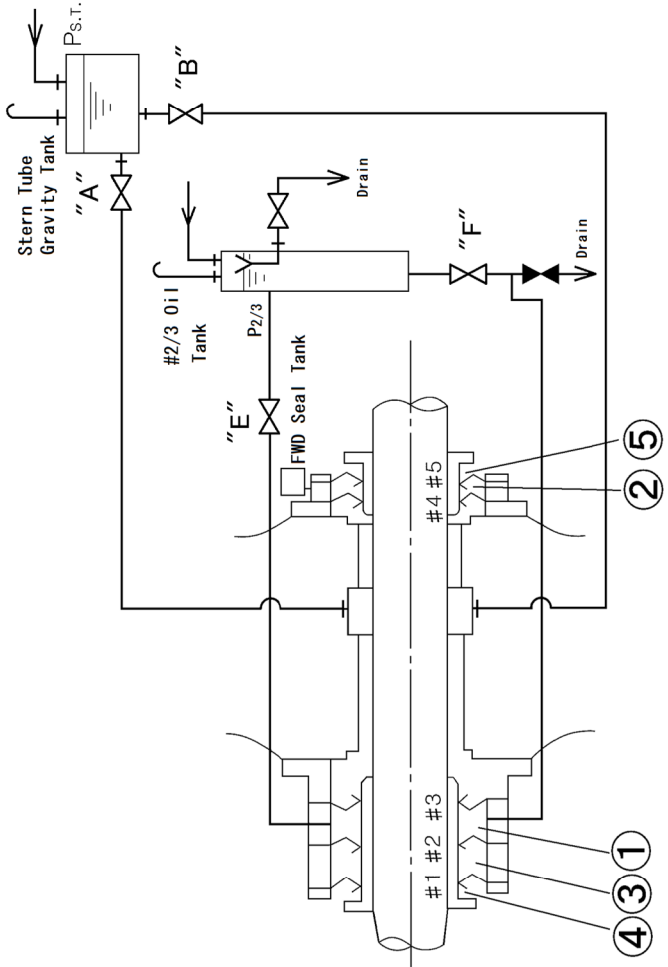 Stern Tube
Gravity Tank
PS.T.
"A"
"B"
#2/3 Oil
Tank
P2/3
Drain
"E"
"F"
Drain
FWD Seal Tank
#1 #2 #3
#4 #5
⑤
②
①
③
④